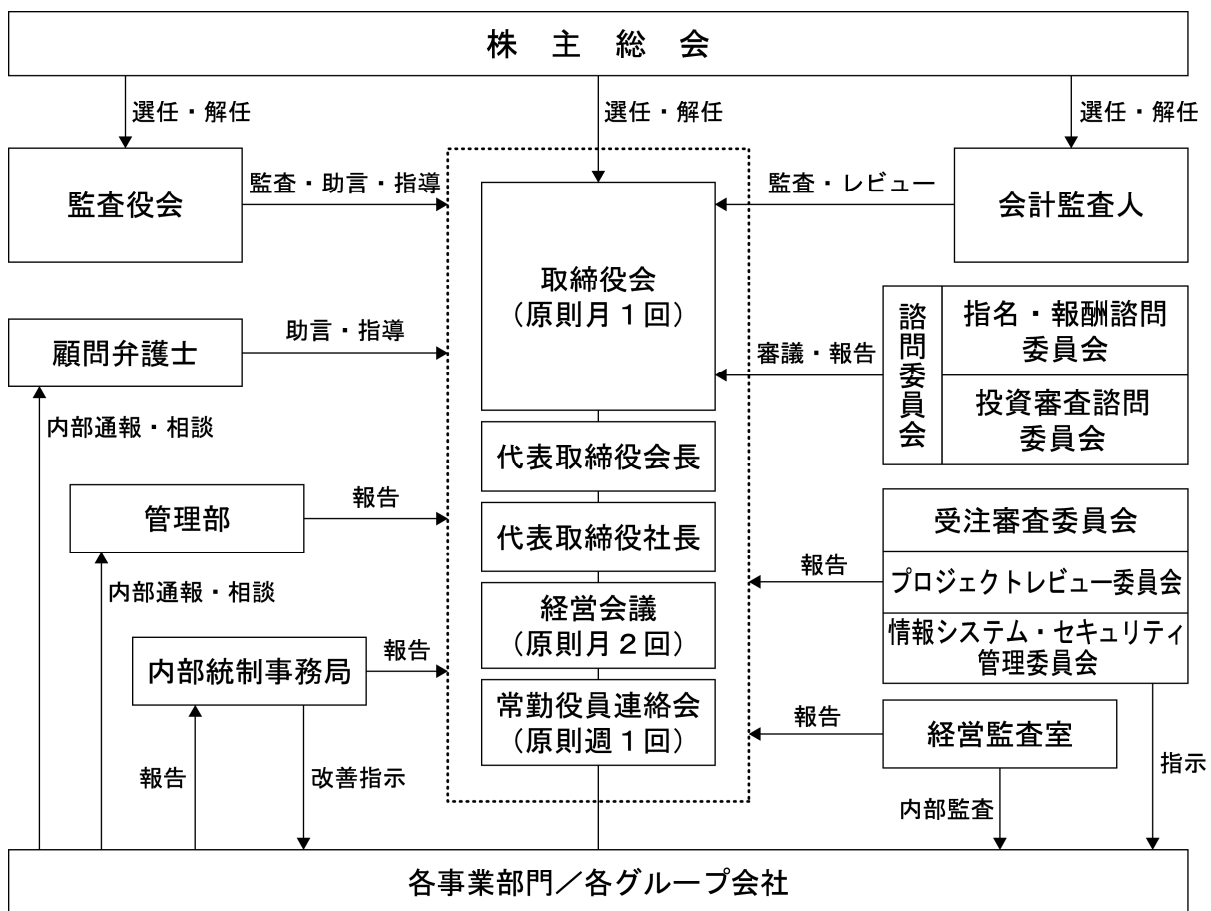 株主総会
選任・解任
選任・解任
選任・解任
監査役会
監査・助言・指導
監査・レビュー
会計監査人
取締役会
（原則月１回）
顧問弁護士
助言・指導
審議・報告
諮問委員会
指名・報酬諮問
委員会
投資審査諮問
委員会
内部通報・相談
代表取締役会長
管理部
報告
代表取締役社長
受注審査委員会
報告
プロジェクトレビュー委員会
内部通報・相談
経営会議
（原則月２回）
情報システム・セキュリティ
管理委員会
内部統制事務局
報告
常勤役員連絡会
（原則週１回）
報告
経営監査室
報告
改善指示
内部監査
指示
各事業部門／各グループ会社